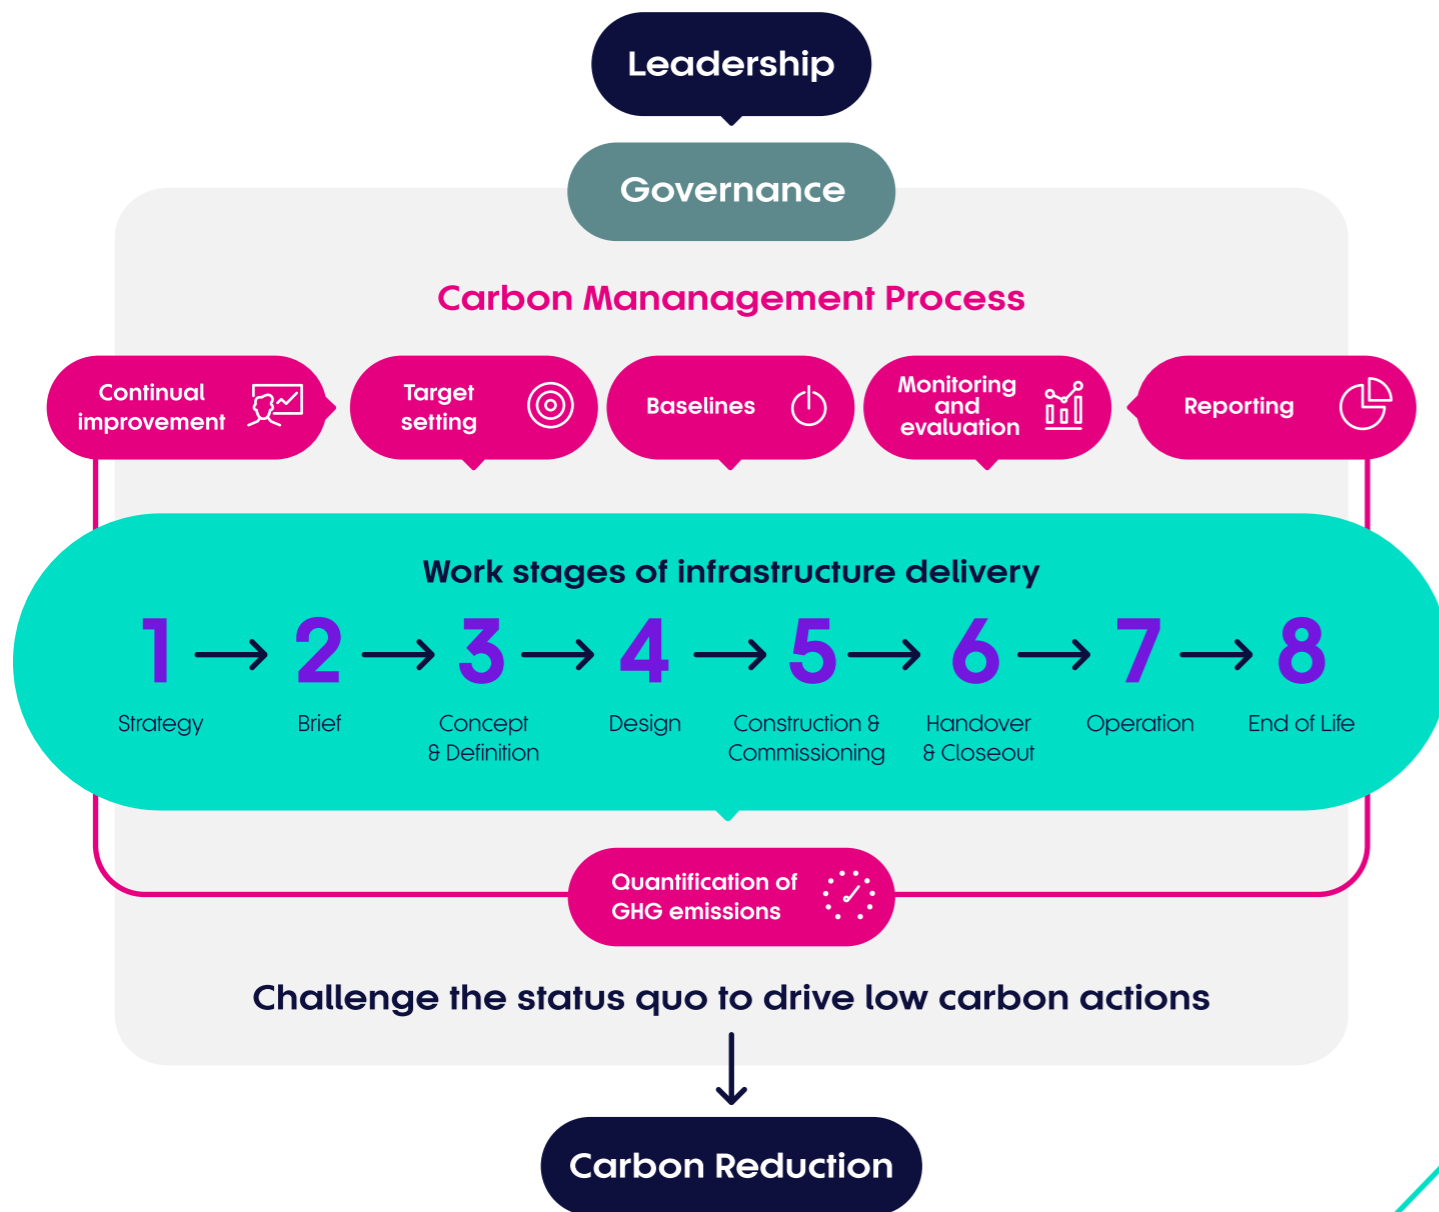 Leadership
Governance
Carbon Mananagement Process
Continual
improvement
Target
setting
Baselines
Monitoring
and
evaluation
Reporting
Work stages of infrastructure delivery
1
2
3
4
5
6
7
8
Strategy
Brief
Concept
& Definition
Design
Construction &
Commissioning
Handover
& Closeout
Operation
End of Life
Quantification of
GHG emissions
Challenge the status quo to drive low carbon actions
Carbon Reduction